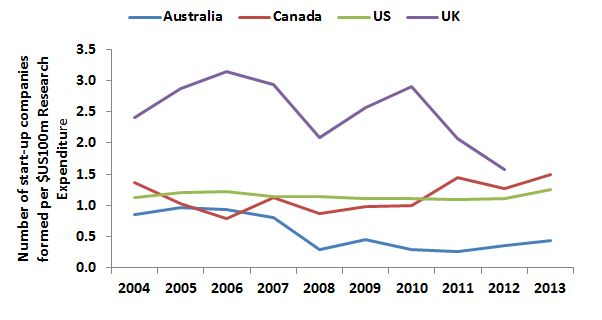 Australia Canada US UK
Number of start-up companies
formed per $US100m Research
Expenditure
3.5
3.0
2.5
2.0
1.5
1.0
0.5
0.0
2004 2005 2006 2007 2008 2009 2010 2011 2012 2013